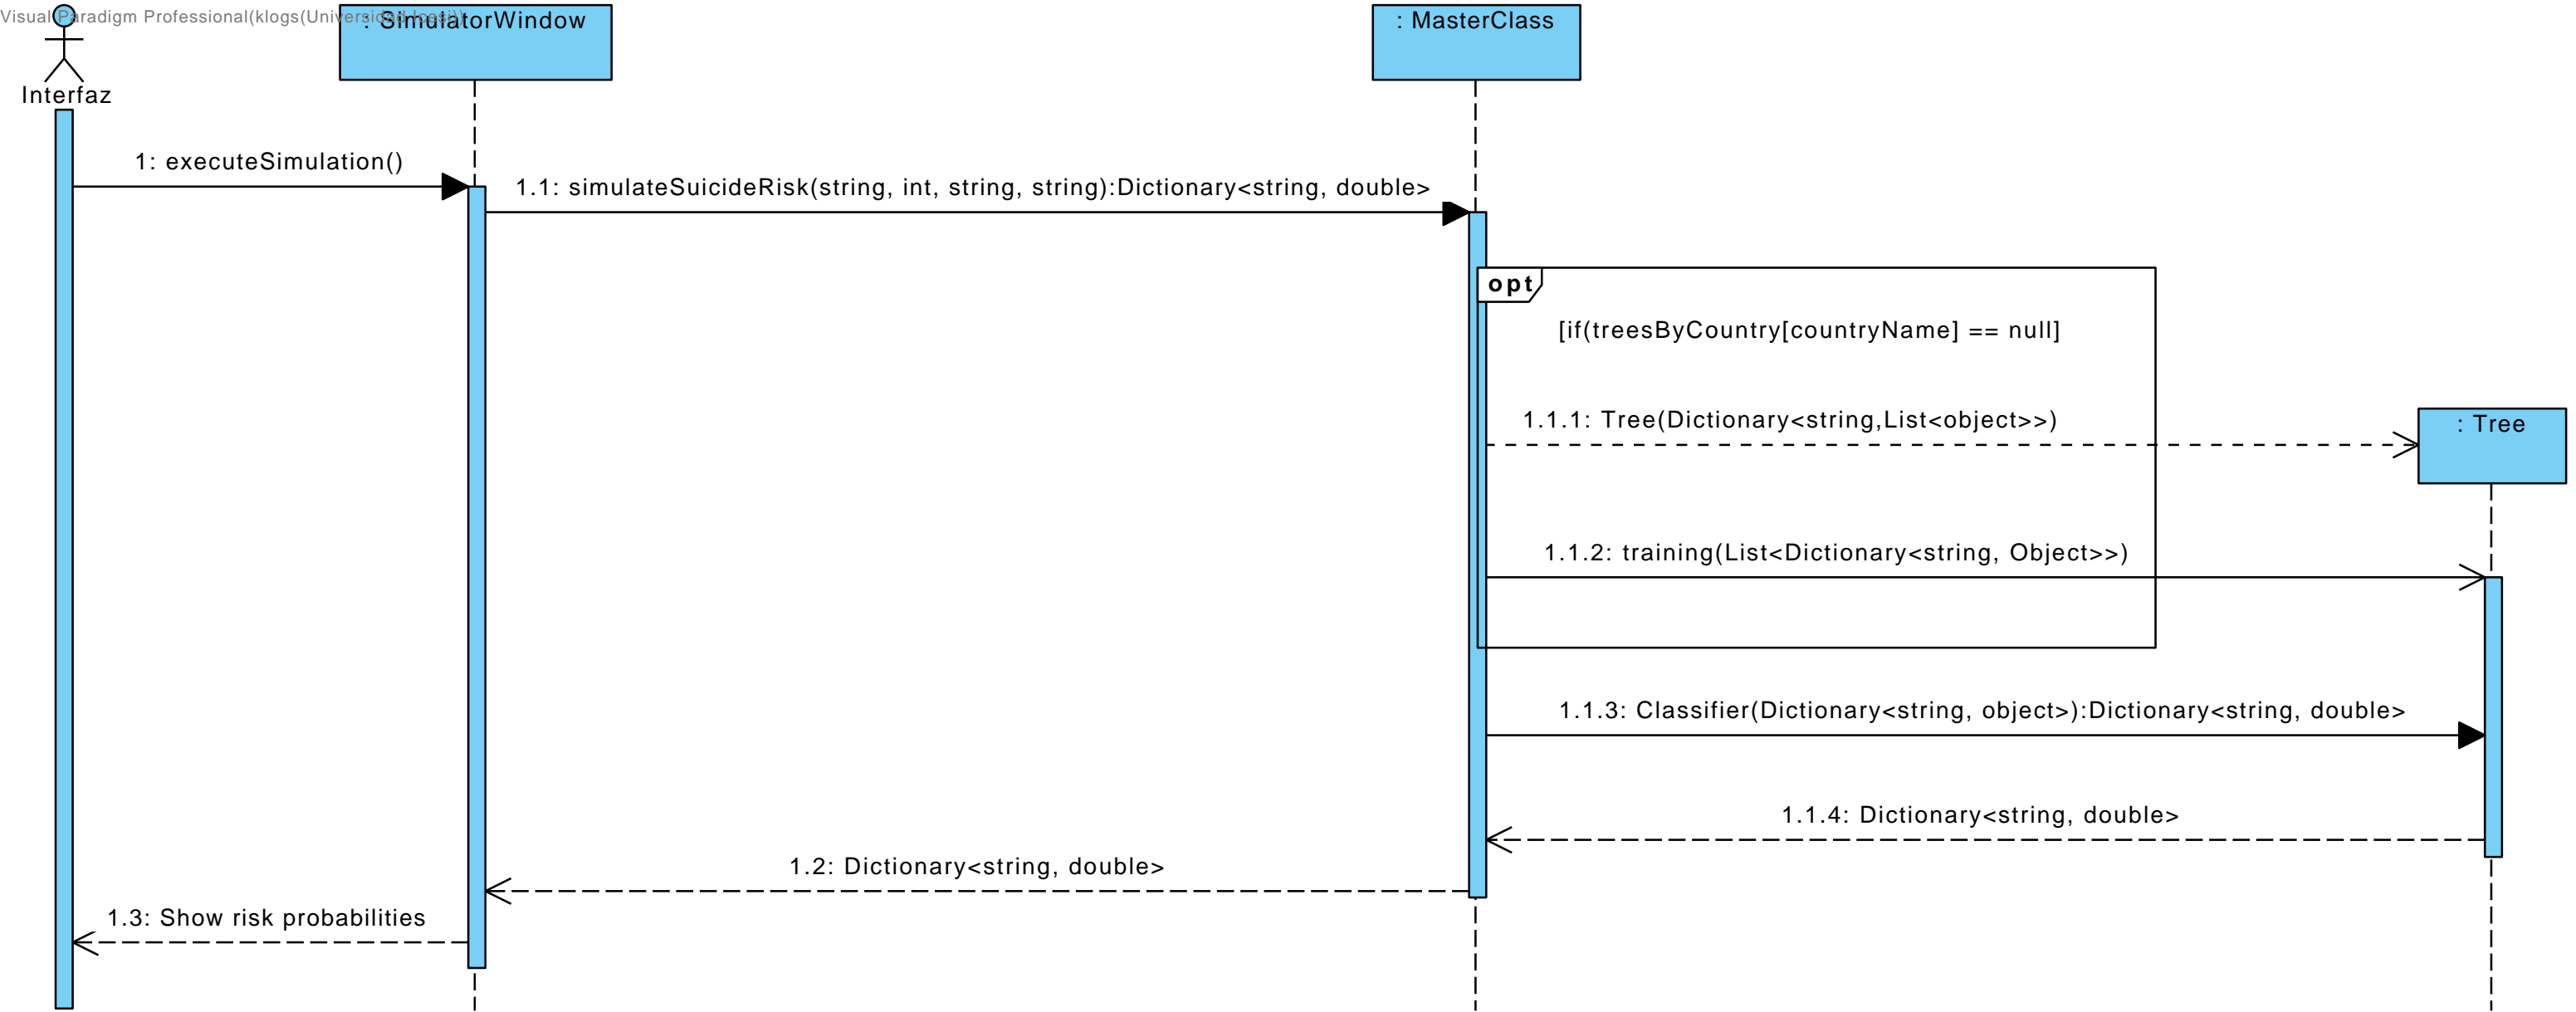 Visual Paradigm Professional(klogs(Universidad Icesi))
: SImulatorWindow
: MasterClass
Interfaz
1: executeSimulation()
1.1: simulateSuicideRisk(string, int, string, string):Dictionary<string, double>
opt
[if(treesByCountry[countryName] == null]
1.1.1: Tree(Dictionary<string,List<object>>)
: Tree
1.1.2: training(List<Dictionary<string, Object>>)
1.1.3: Classifier(Dictionary<string, object>):Dictionary<string, double>
1.1.4: Dictionary<string, double>
1.2: Dictionary<string, double>
1.3: Show risk probabilities